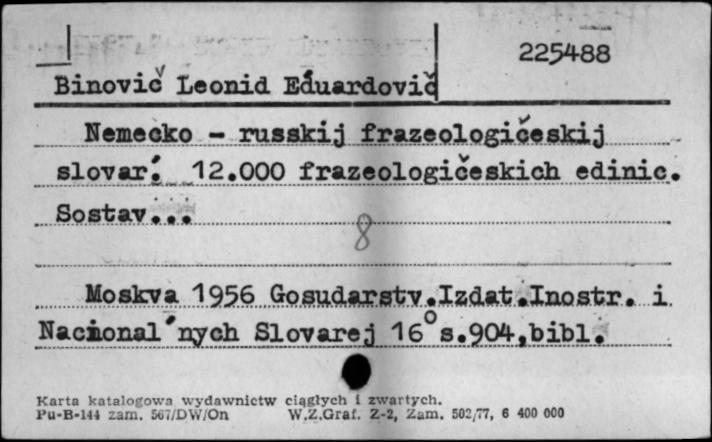 225488
Binovič Leonid Eduardovič
Nemecko - russkij frazeologičeskij
slovar'. 12.000 frazeologičeskich edinic.
Sostav...
8
Moskva 1956 Gosudarstv.Izdat.Inostr. i
Nacional'nych Slovarej 16° s.904,bibl.
Karta katalogowa wydawnictw ciągłych i zwartych.
Pu-B-144 zam. 567/DW/On W.Z.Graf. Z-2, Zam. 502/77, 6 400 000